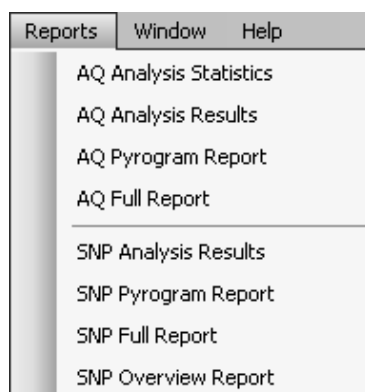 Reports Window Help
AQ Analysis Statistics
AQ Analysis Results
AQ Pyrogram Report
AQ Full Report
SNP Analysis Results
SNP Pyrogram Report
SNP Full Report
SNP Overview Report